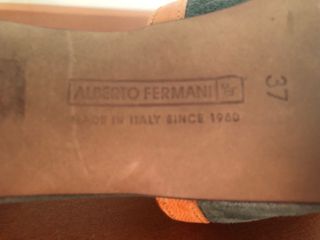 ALBERTO FERMANI
MADE IN ITALY SINCE 1960
37